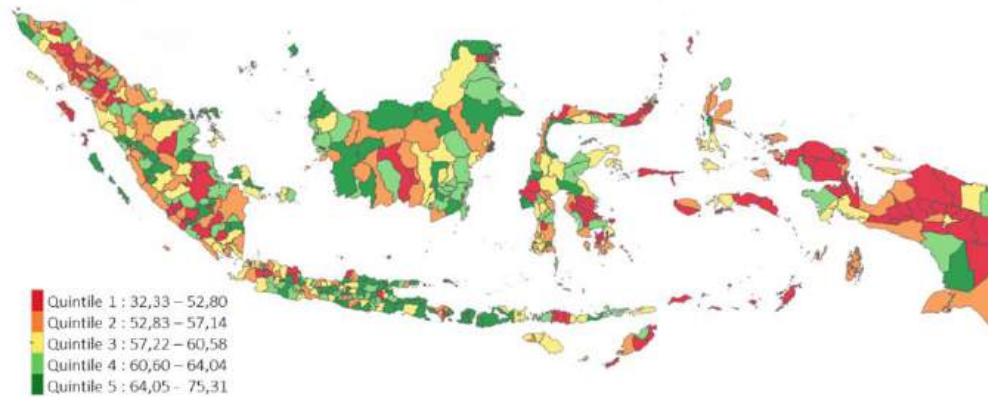 Quintile 1 : 32,33 – 52,80
Quintile 2 : 52,83 – 57,14
Quintile 3 : 57,22 – 60,58
Quintile 4 : 60,60 – 64,04
Quintile 5 : 64,05 - 75,31